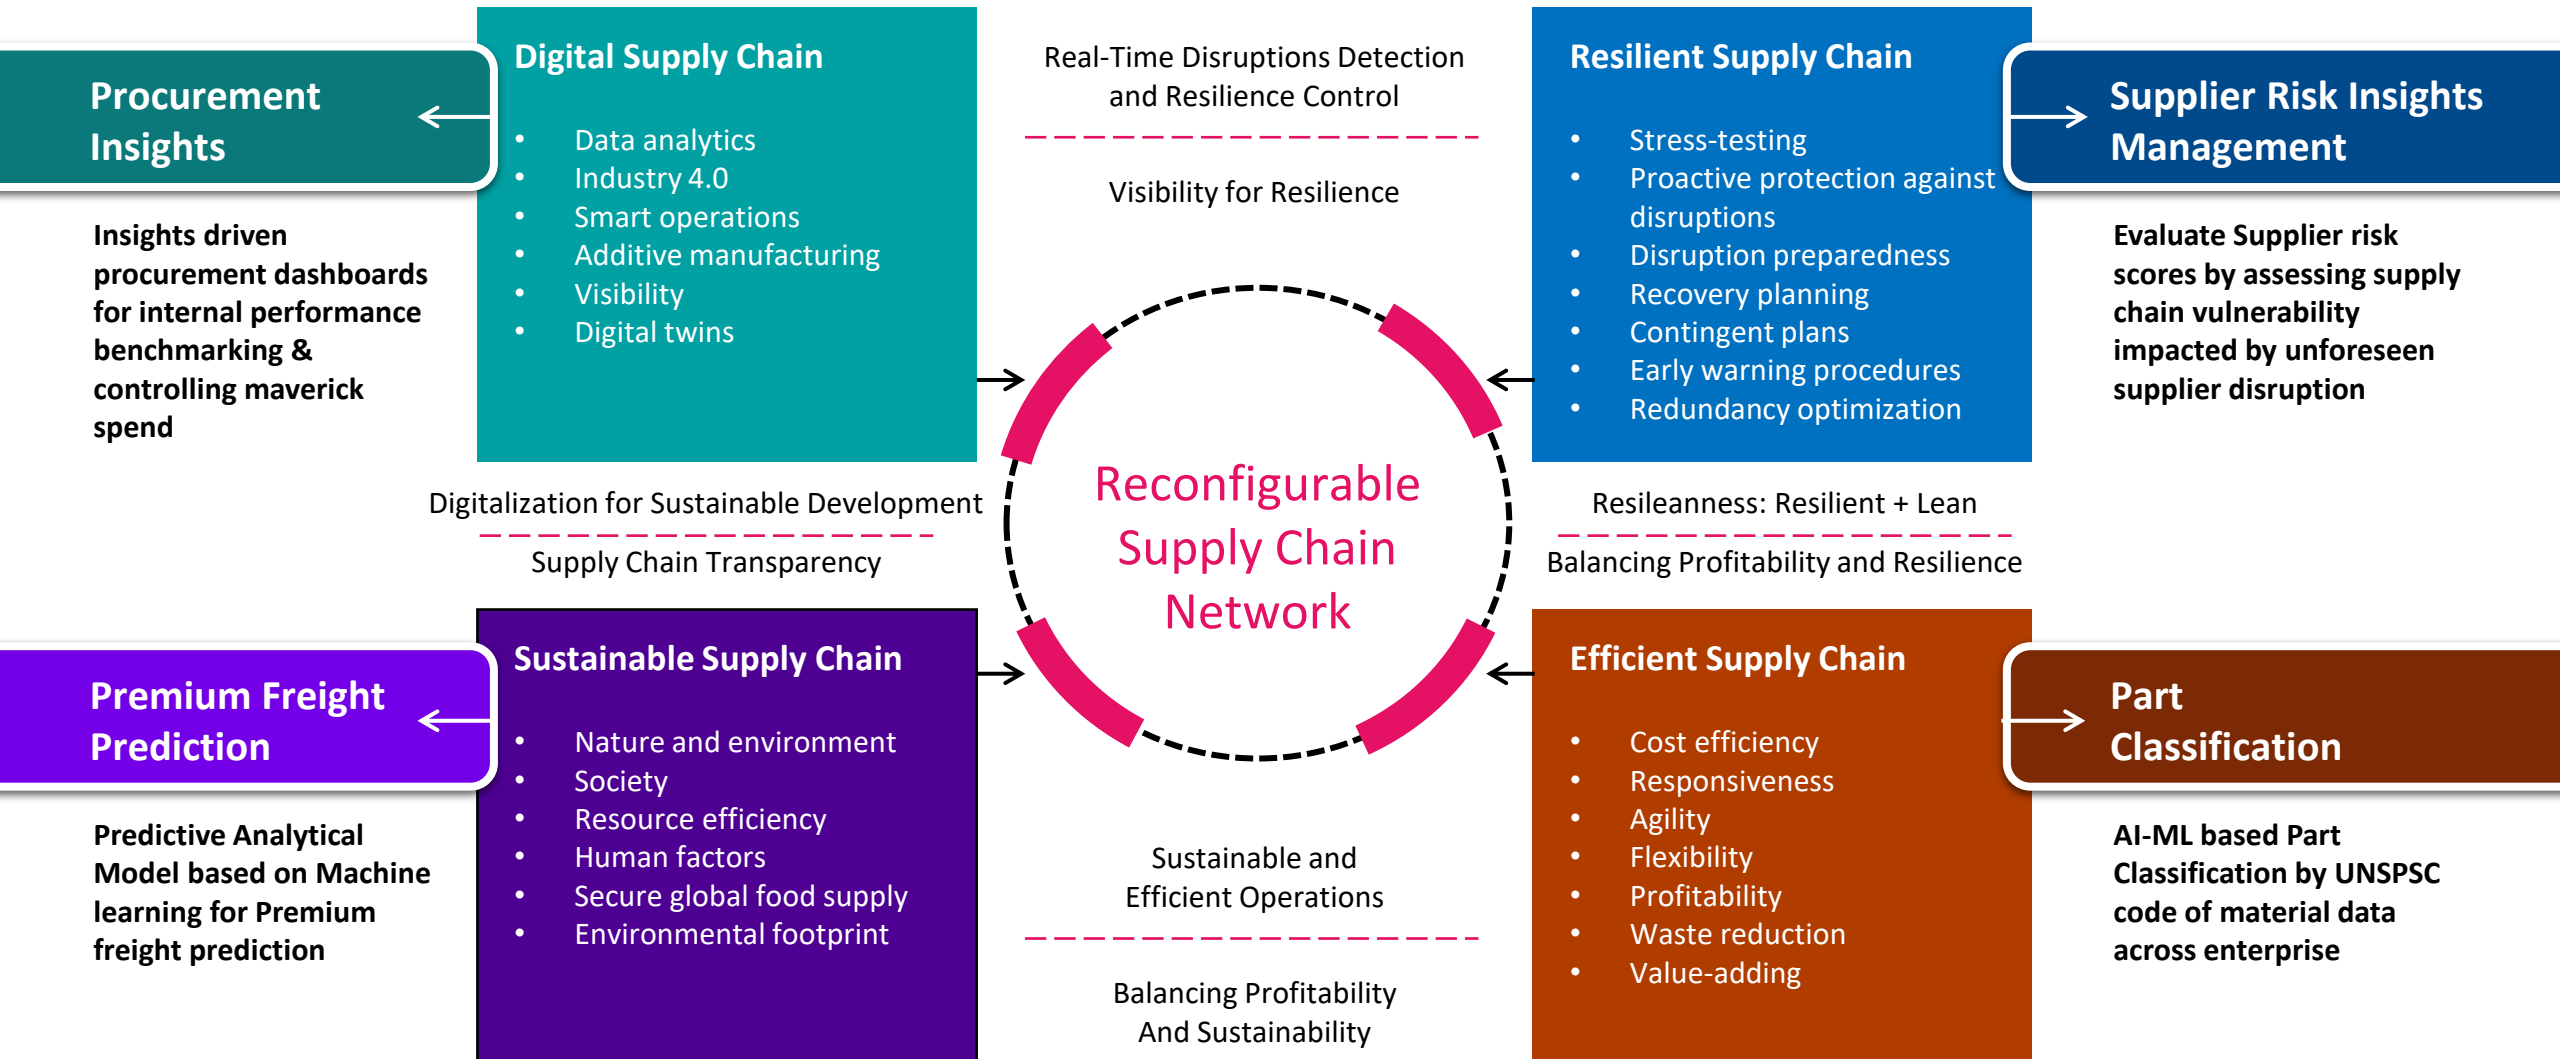 Procurement
Insights
Insights driven
procurement dashboards
for internal performance
benchmarking &
controlling maverick
spend
Digital Supply Chain
• Data analytics
• Industry 4.0
• Smart operations
• Additive manufacturing
• Visibility
• Digital twins
Real-Time Disruptions Detection
and Resilience Control
Visibility for Resilience
Resilient Supply Chain
• Stress-testing
• Proactive protection against
disruptions
• Disruption preparedness
• Recovery planning
• Contingent plans
• Early warning procedures
• Redundancy optimization
Supplier Risk Insights
Management
Evaluate Supplier risk
scores by assessing supply
chain vulnerability
impacted by unforeseen
supplier disruption
Digitalization for Sustainable Development
Supply Chain Transparency
Reconfigurable
Supply Chain
Network
Resileanness: Resilient + Lean
Balancing Profitability and Resilience
Premium Freight
Prediction
Predictive Analytical
Model based on Machine
learning for Premium
freight prediction
Sustainable Supply Chain
• Nature and environment
• Society
• Resource efficiency
• Human factors
• Secure global food supply
• Environmental footprint
Sustainable and
Efficient Operations
Balancing Profitability
And Sustainability
Efficient Supply Chain
• Cost efficiency
• Responsiveness
• Agility
• Flexibility
• Profitability
• Waste reduction
• Value-adding
Part
Classification
AI-ML based Part
Classification by UNSPSC
code of material data
across enterprise